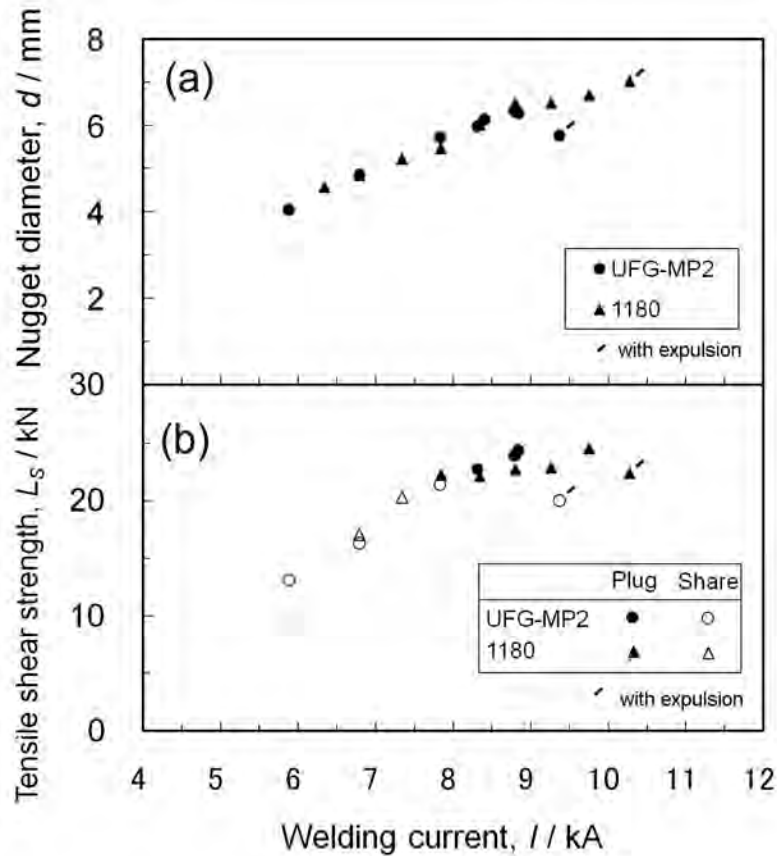 (a)
Nugget diameter, d / mm
8
6
4
2
UFG-MP2
1180
with expulsion
(b)
Tensile shear strength, LS / kN
30
20
10
0
Plug Share
UFG-MP2
1180
with expulsion
4 5 6 7 8 9 10 11 12
Welding current, I / kA